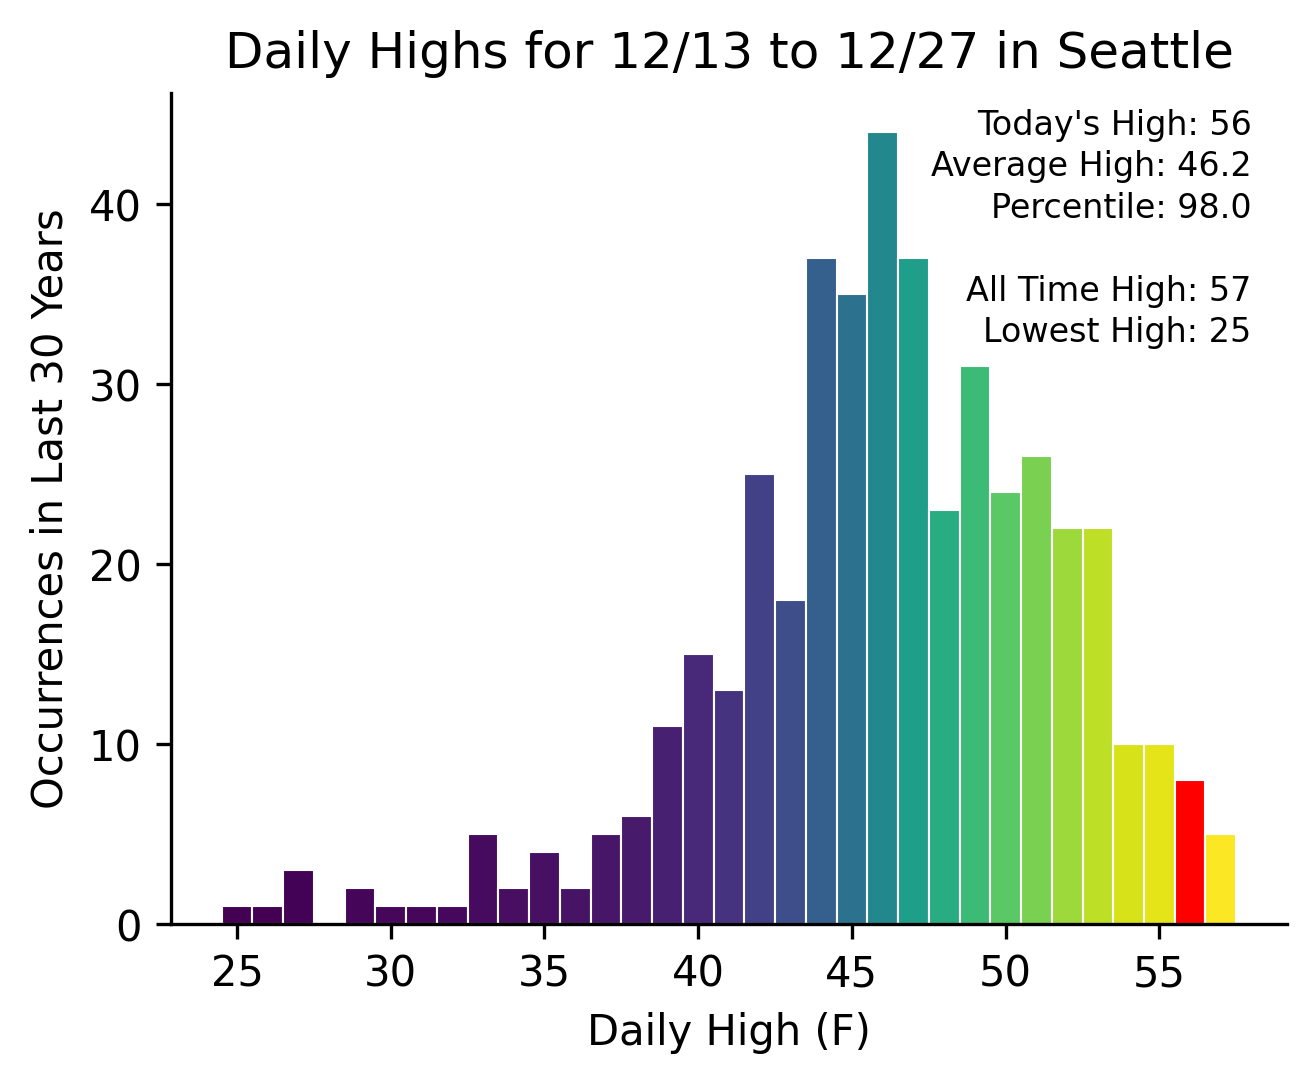 Daily Highs for 12/13 to 12/27 in Seattle
Today's High: 56
Average High: 46.2
Percentile: 98.0
All Time High: 57
Lowest High: 25
Occurrences in Last 30 Years
40
30
20
10
0
25 30 35 40 45 50 55
Daily High (F)